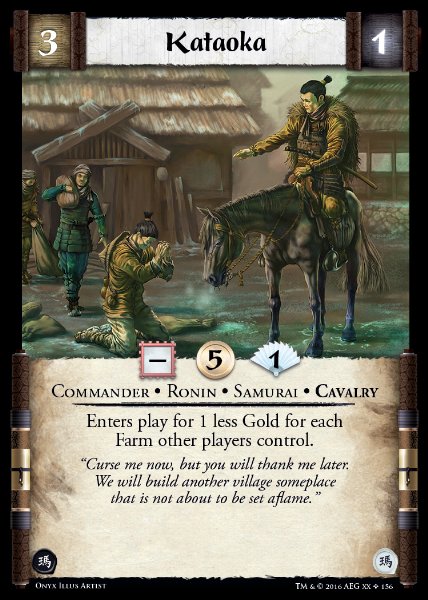 3 Kataoka 1
– 5 1
Commander • Ronin • Samurai • Cavalry
Enters play for 1 less Gold for each
Farm other players control.
“Curse me now, but you will thank me later.
We will build another village someplace
that is not about to be set aflame.”
瑪 瑪
Onyx Illus Artist TM & © 2016 AEG XX ❖ 156